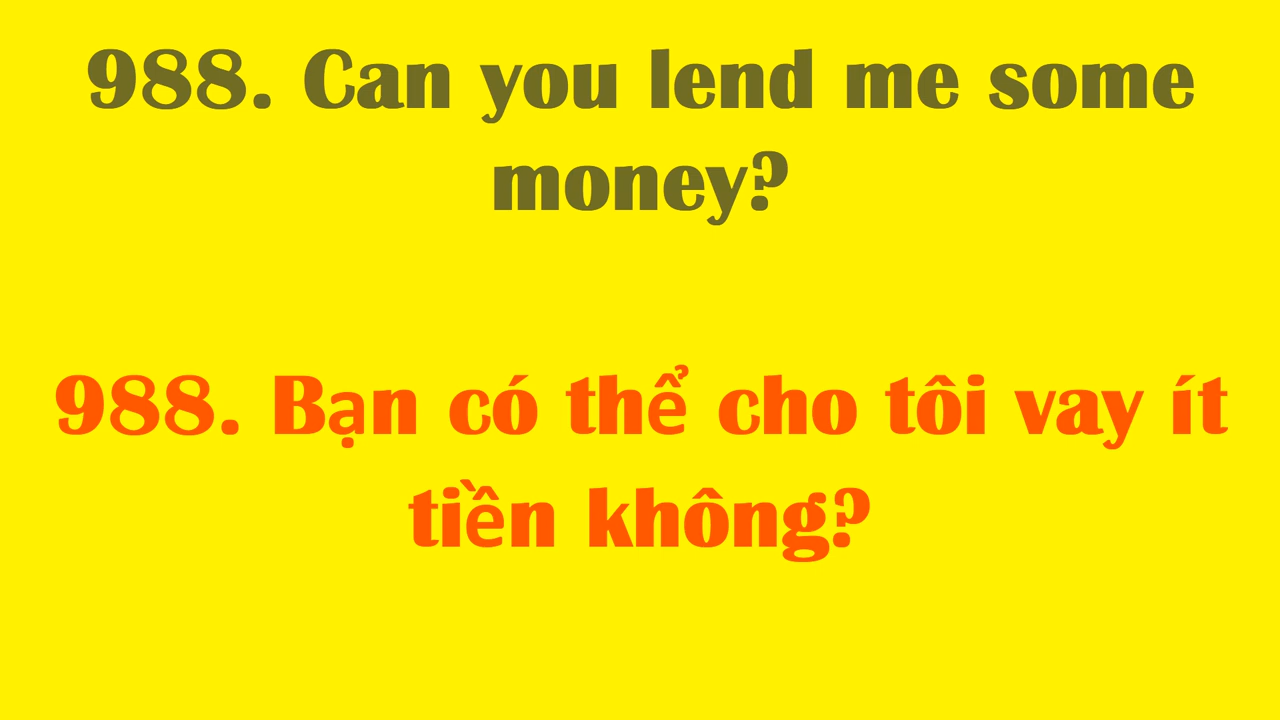 988. Can you lend me some
money?
988. Bạn có thể cho tôi vay ít
tiền không?